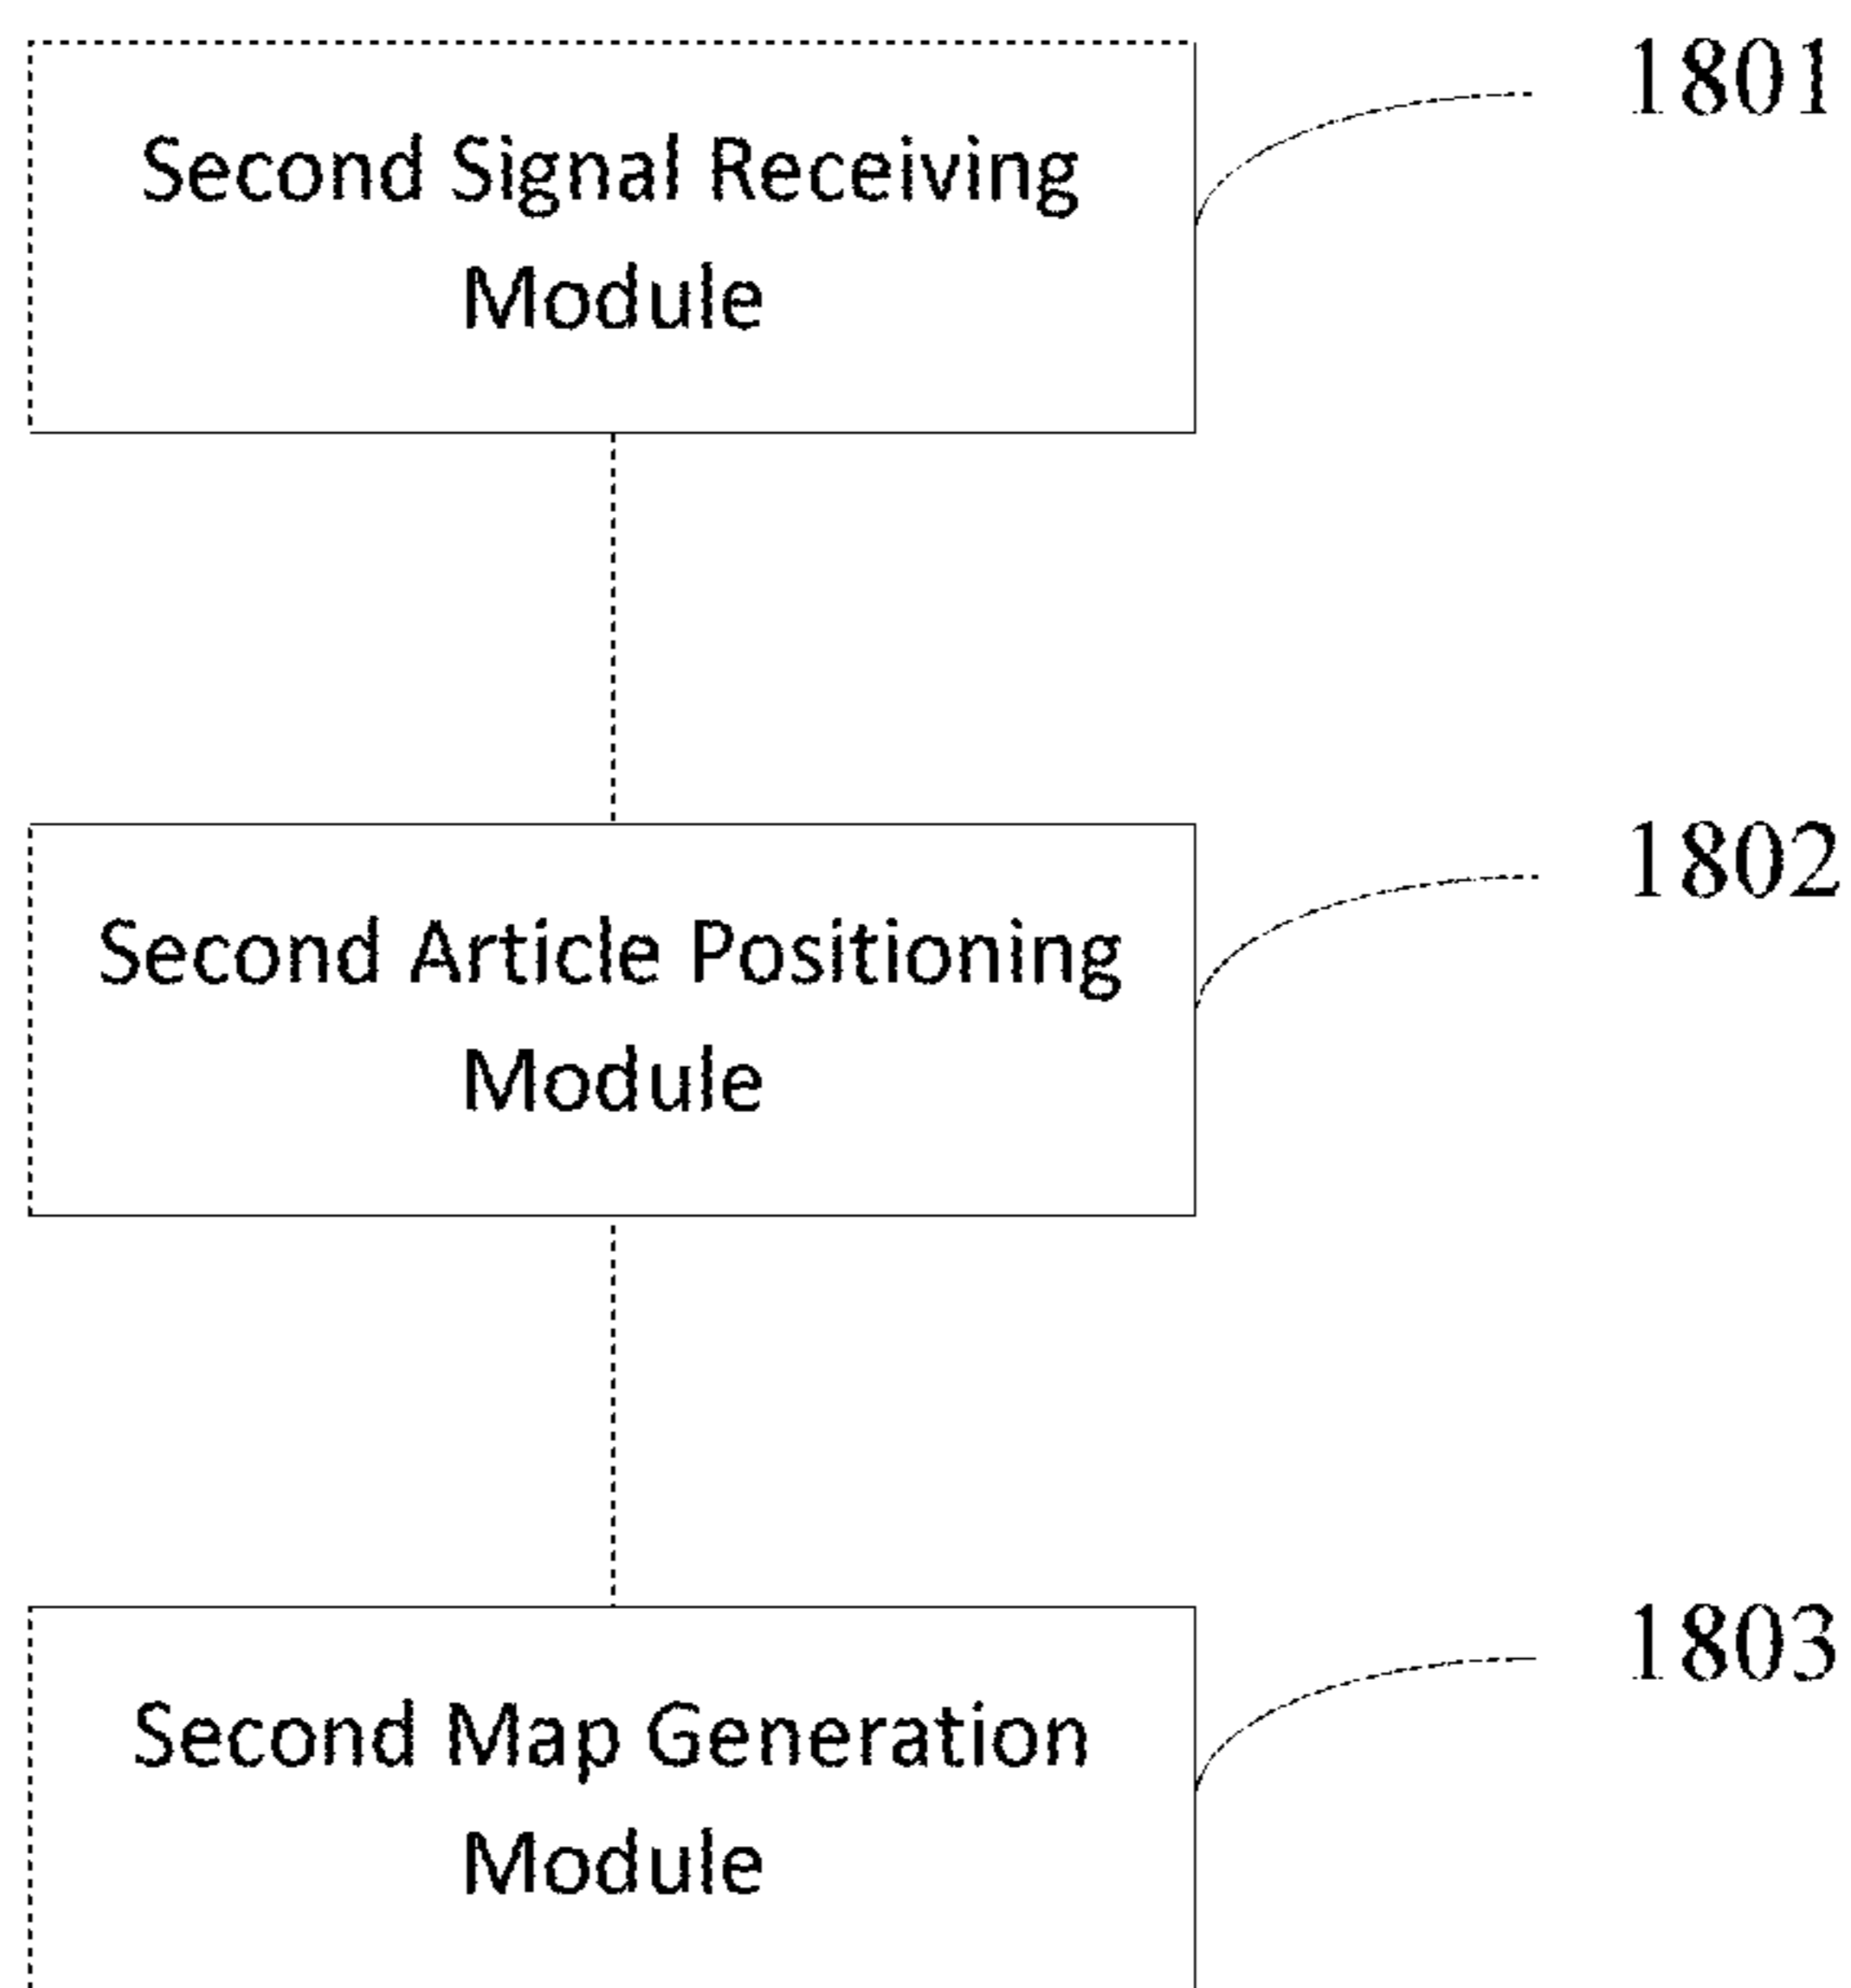 1801
Second Signal Receiving
Module
1802
Second Article Positioning
Module
1803
Second Map Generation
Module